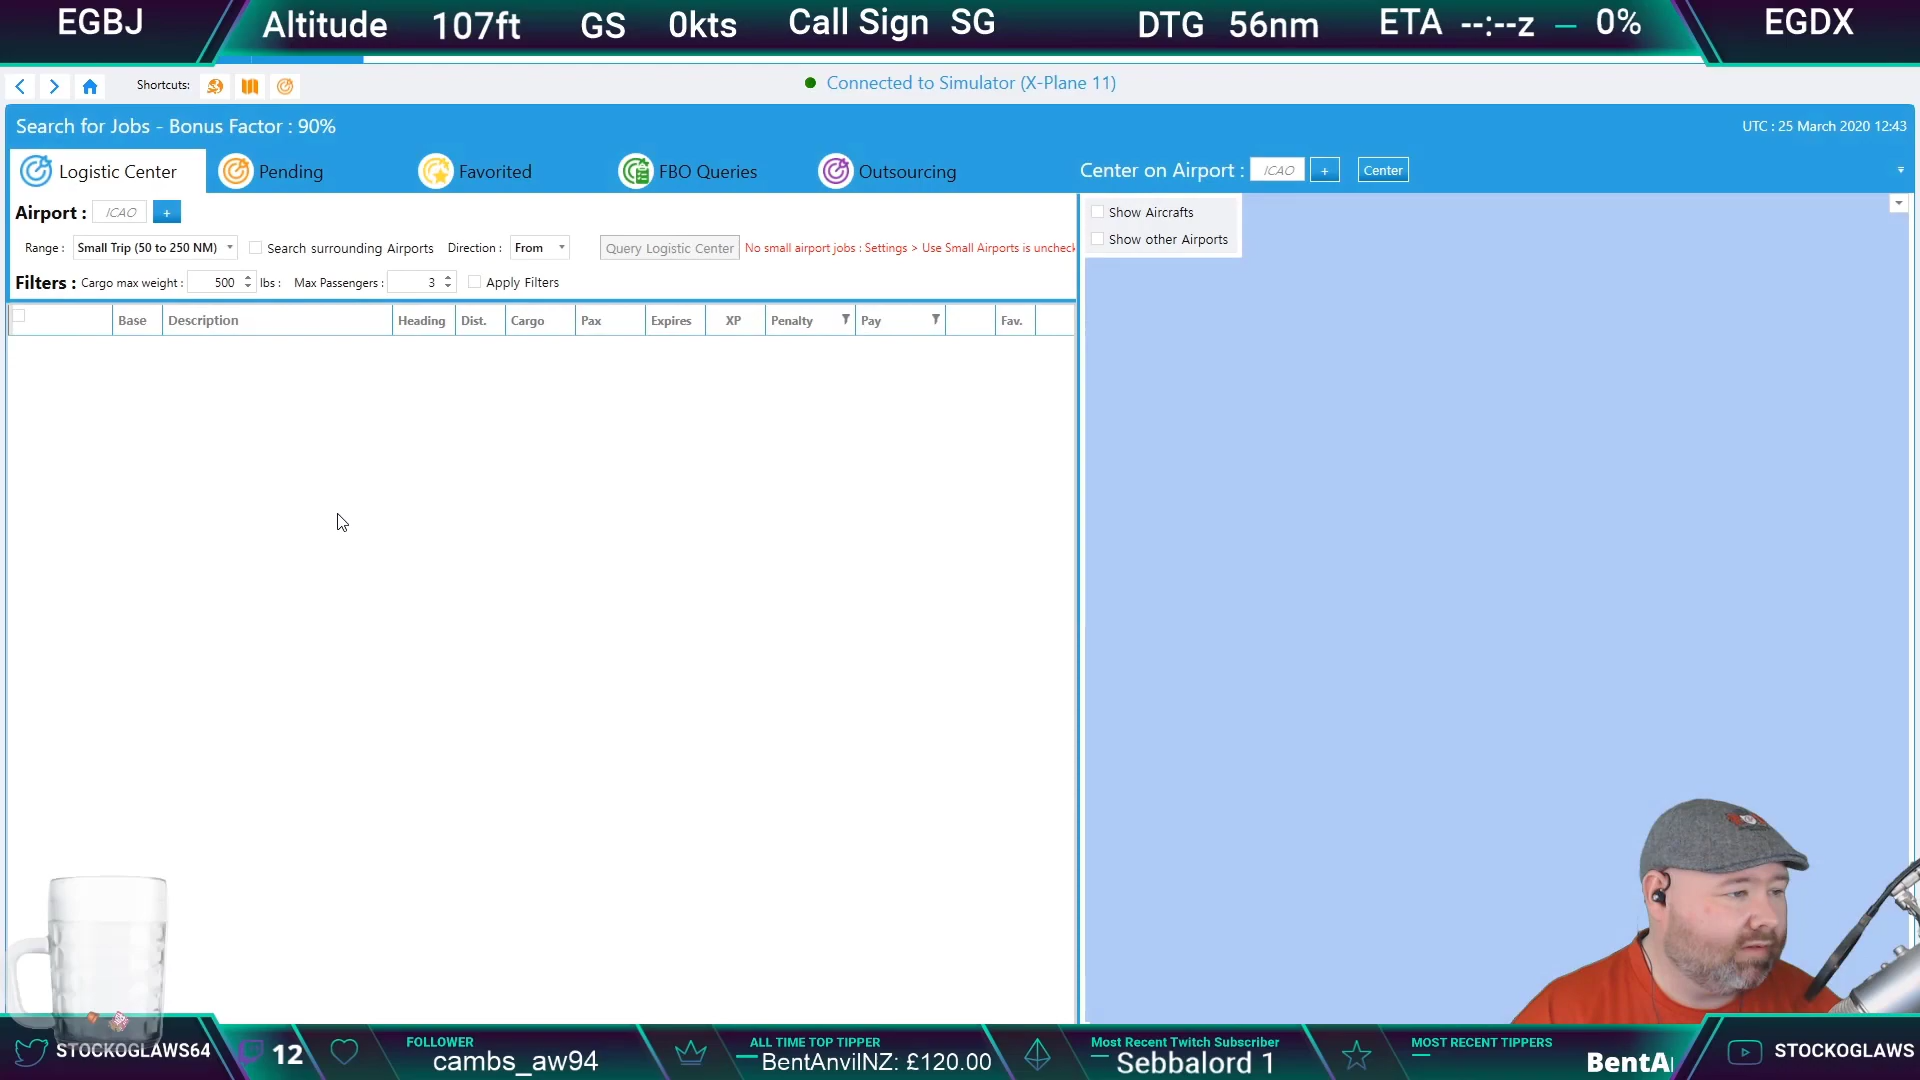 EGBJ
Altitude 107ft GS 0kts Call Sign SG DTG 56nm ETA --:--z – 0%
EGDX
Shortcuts:
Connected to Simulator (X-Plane 11)
Search for Jobs - Bonus Factor : 90%
UTC : 25 March 2020 12:43
Logistic Center Pending Favorited FBO Queries Outsourcing
Center on Airport : ICAO + Center
Airport : ICAO +
Show Aircrafts
Show other Airports
Range : Small Trip (50 to 250 NM) Search surrounding Airports Direction : From Query Logistic Center No small airport jobs : Settings > Use Small Airports is uncheck
Filters : Cargo max weight : 500 lbs : Max Passengers : 3 Apply Filters
Base Description Heading Dist. Cargo Pax Expires XP Penalty Pay Fav.
STOCKOGLAWS64
12
FOLLOWER
cambs_aw94
ALL TIME TOP TIPPER
BentAnvilNZ: £120.00
Most Recent Twitch Subscriber
Sebbalord 1
MOST RECENT TIPPERS
BentA
STOCKOGLAWS